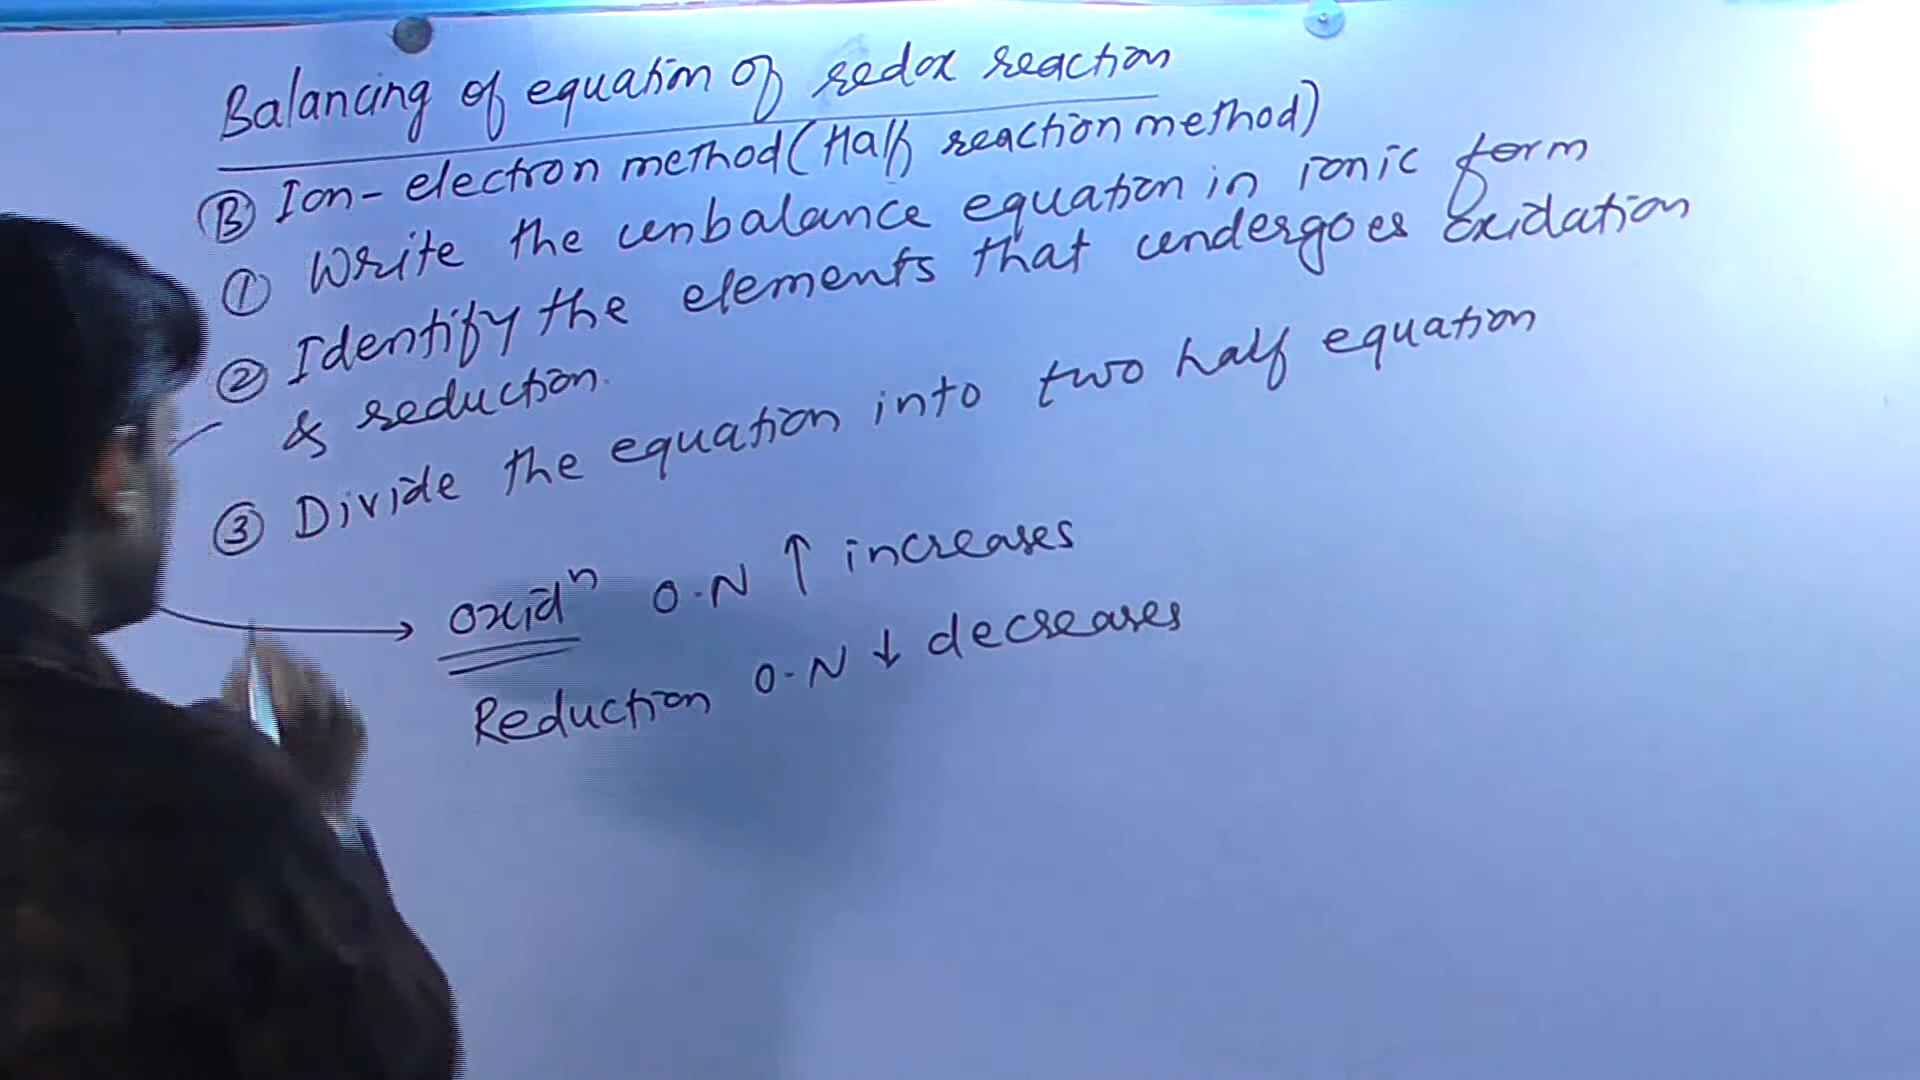 Balancing of equation of redox reaction
B Ion-electron method (Half reaction method)
1 Write the unbalance equation in ionic form
2 Identify the elements that undergoes oxidation
& reduction.
3 Divide the equation into two half equation
→ oxidⁿ O.N ↑ increases
Reduction O.N ↓ decreases